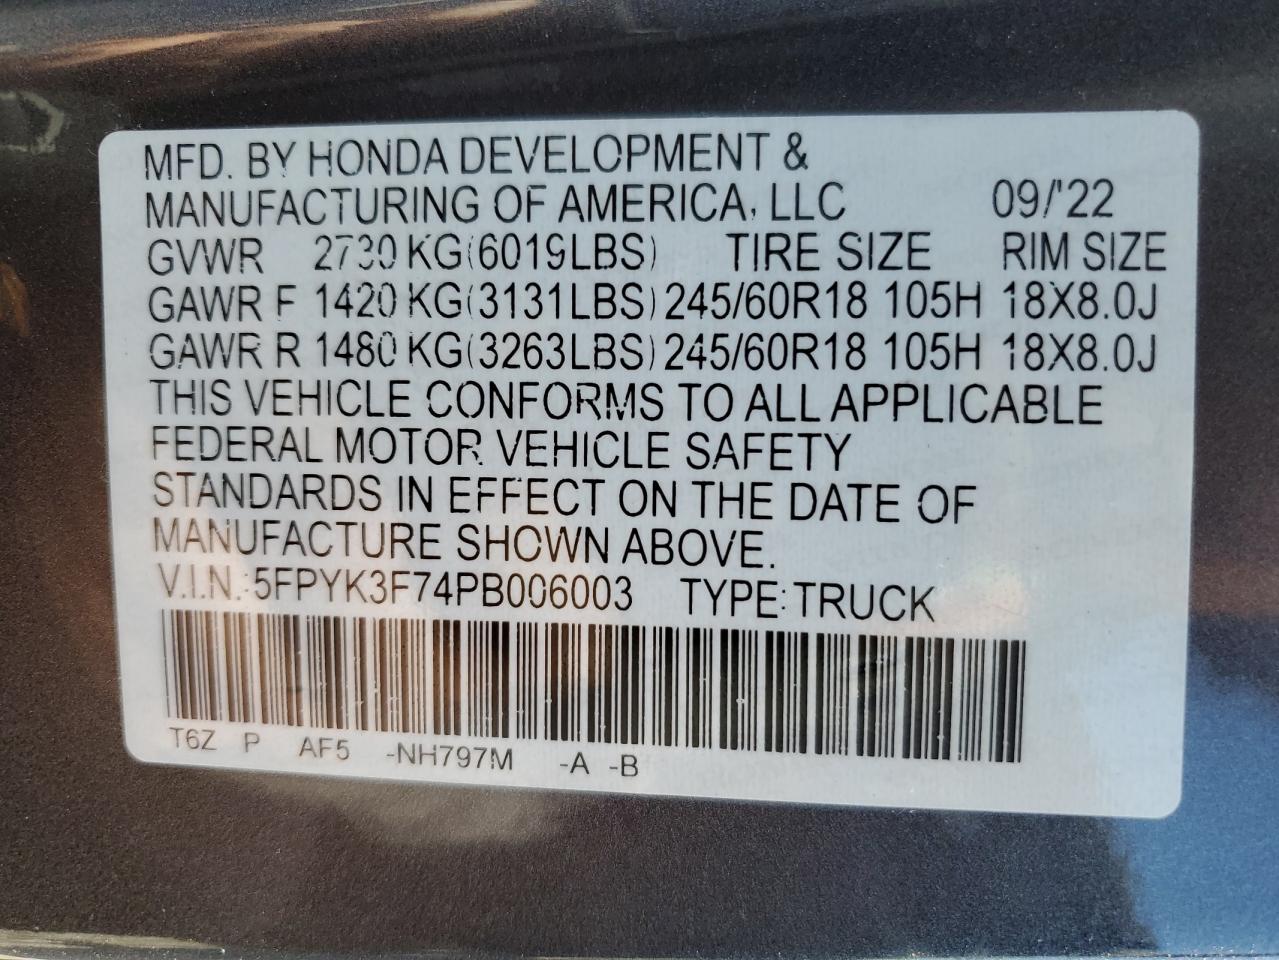 MFD. BY HONDA DEVELOPMENT &
MANUFACTURING OF AMERICA, LLC 09/'22
GVWR 2730 KG(6019LBS) TIRE SIZE RIM SIZE
GAWR F 1420 KG(3131LBS) 245/60R18 105H 18X8.0J
GAWR R 1480 KG(3263LBS) 245/60R18 105H 18X8.0J
THIS VEHICLE CONFORMS TO ALL APPLICABLE
FEDERAL MOTOR VEHICLE SAFETY
STANDARDS IN EFFECT ON THE DATE OF
MANUFACTURE SHOWN ABOVE.
V.I.N.: 5FPYK3F74PB006003 TYPE: TRUCK
T6Z P AF5 -NH797M -A -B